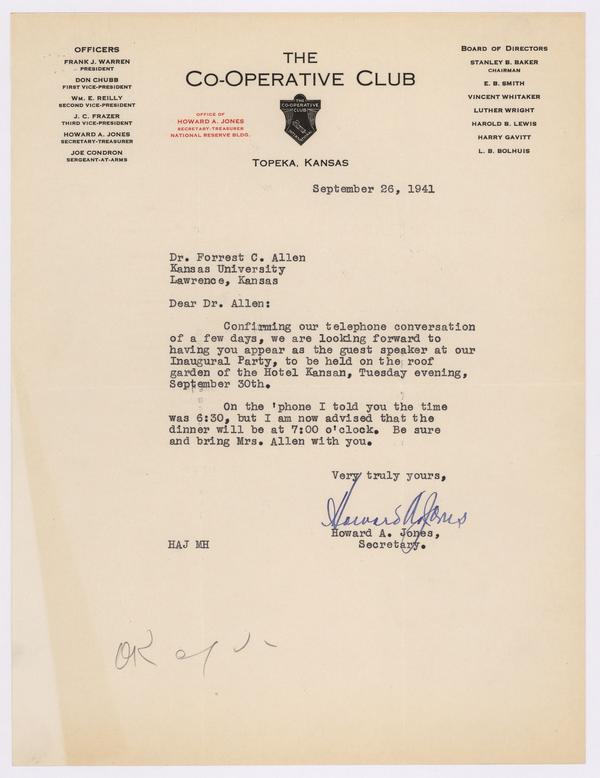 OFFICERS
FRANK J. WARREN
PRESIDENT
DON CHUBB
FIRST VICE-PRESIDENT
WM. E. REILLY
SECOND VICE-PRESIDENT
J. C. FRAZER
THIRD VICE-PRESIDENT
HOWARD A. JONES
SECRETARY-TREASURER
JOE CONDRON
SERGEANT-AT-ARMS
THE
CO-OPERATIVE CLUB
OFFICE OF
HOWARD A. JONES
SECRETARY-TREASURER
NATIONAL RESERVE BLDG.
THE
CO-OPERATIVE
CLUB
TOPEKA, KANSAS
BOARD OF DIRECTORS
STANLEY B. BAKER
CHAIRMAN
E. B. SMITH
VINCENT WHITAKER
LUTHER WRIGHT
HAROLD B. LEWIS
HARRY GAVITT
L. B. BOLHUIS
September 26, 1941
Dr. Forrest C. Allen
Kansas University
Lawrence, Kansas
Dear Dr. Allen:
Confirming our telephone conversation
of a few days, we are looking forward to
having you appear as the guest speaker at our
Inaugural Party, to be held on the roof
garden of the Hotel Kansan, Tuesday evening,
September 30th.
On the 'phone I told you the time
was 6:30, but I am now advised that the
dinner will be at 7:00 o'clock. Be sure
and bring Mrs. Allen with you.
Very truly yours,
Howard A. Jones
Howard A. Jones,
Secretary.
HAJ MH
OK